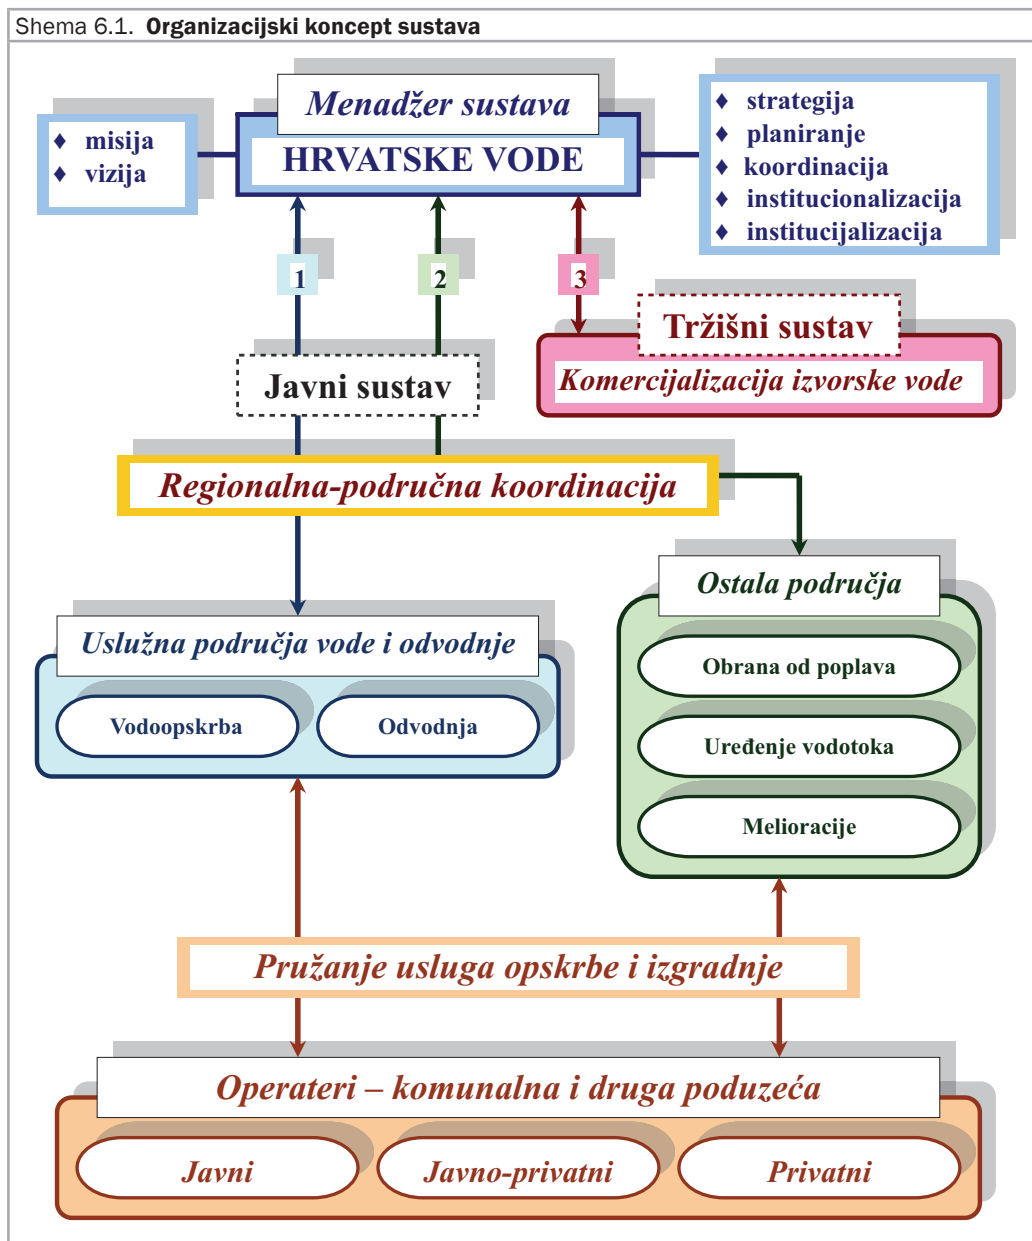 Shema 6.1. Organizacijski koncept sustava
Menadžer sustava
HRVATSKE VODE
♦ misija
♦ vizija
♦ strategija
♦ planiranje
♦ koordinacija
♦ institucionalizacija
♦ institucijalizacija
1
2
3
Tržišni sustav
Komercijalizacija izvorske vode
Javni sustav
Regionalna-područna koordinacija
Ostala područja
Obrana od poplava
Uređenje vodotoka
Melioracije
Uslužna područja vode i odvodnje
Vodoopskrba
Odvodnja
Pružanje usluga opskrbe i izgradnje
Operateri – komunalna i druga poduzeća
Javni
Javno-privatni
Privatni